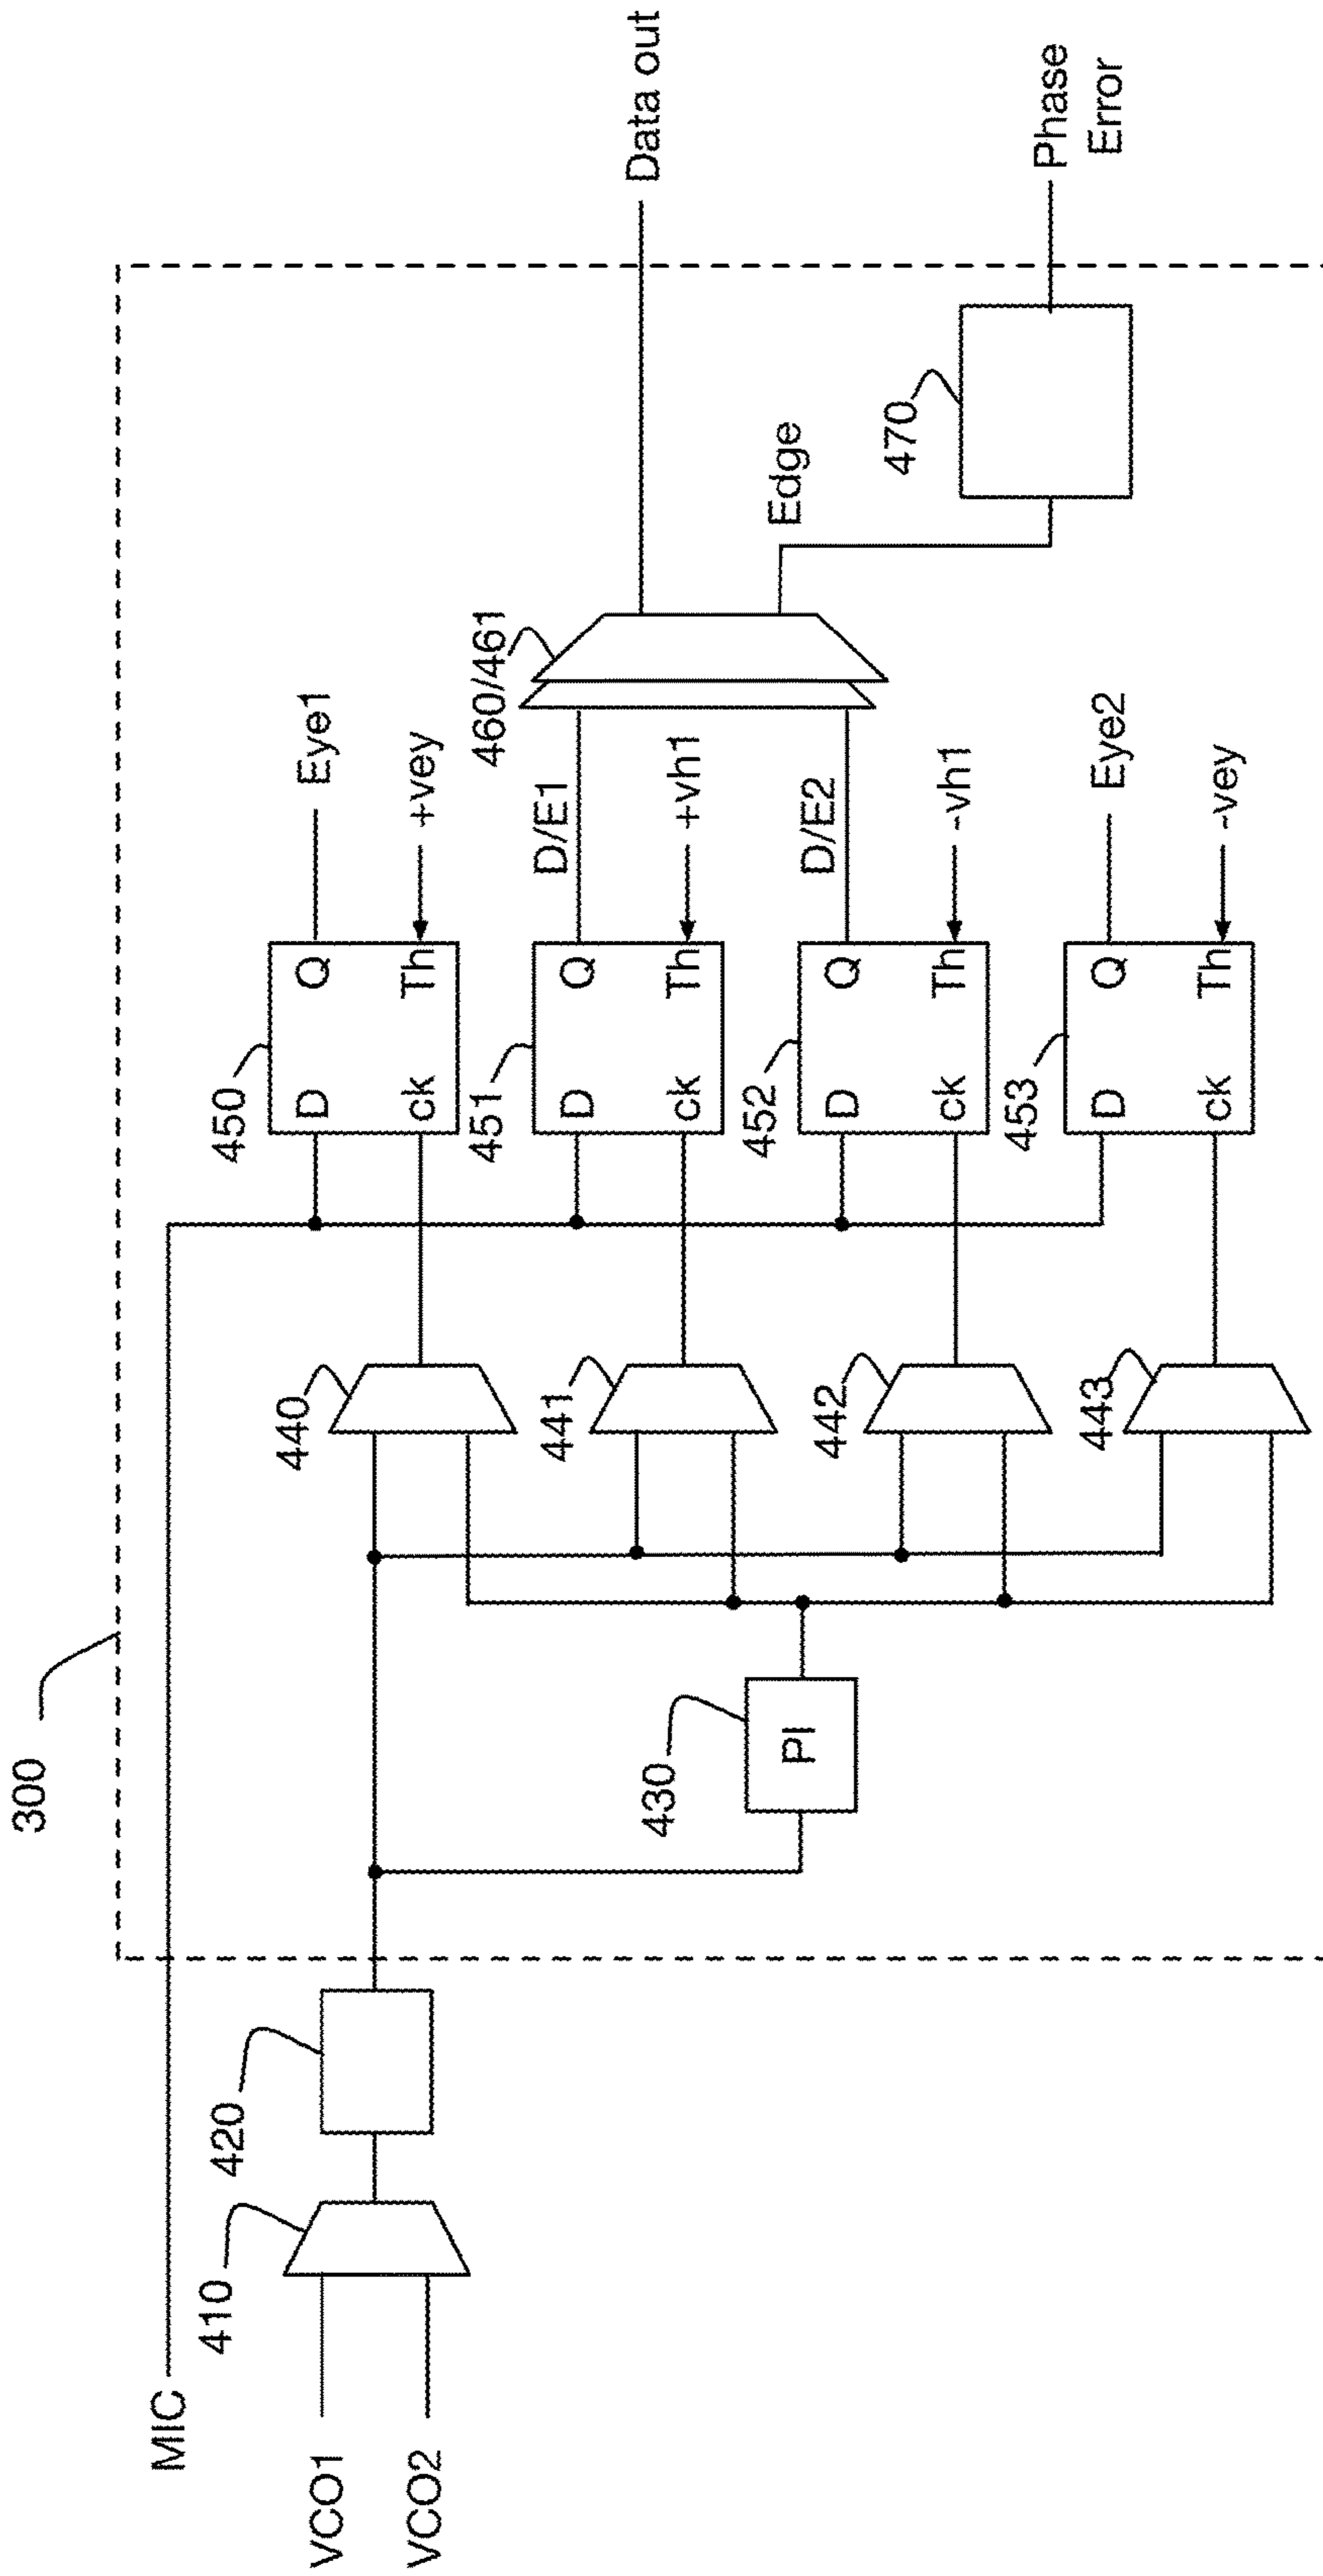 300
MIC
VCO1
VCO2
410
420
430
PI
440
441
442
443
450
D
Q
ck
Th
Eye1
+vey
451
D
Q
ck
Th
D/E1
+vh1
452
D
Q
ck
Th
D/E2
-vh1
453
D
Q
ck
Th
Eye2
-vey
460/461
Data out
Edge
470
Phase
Error